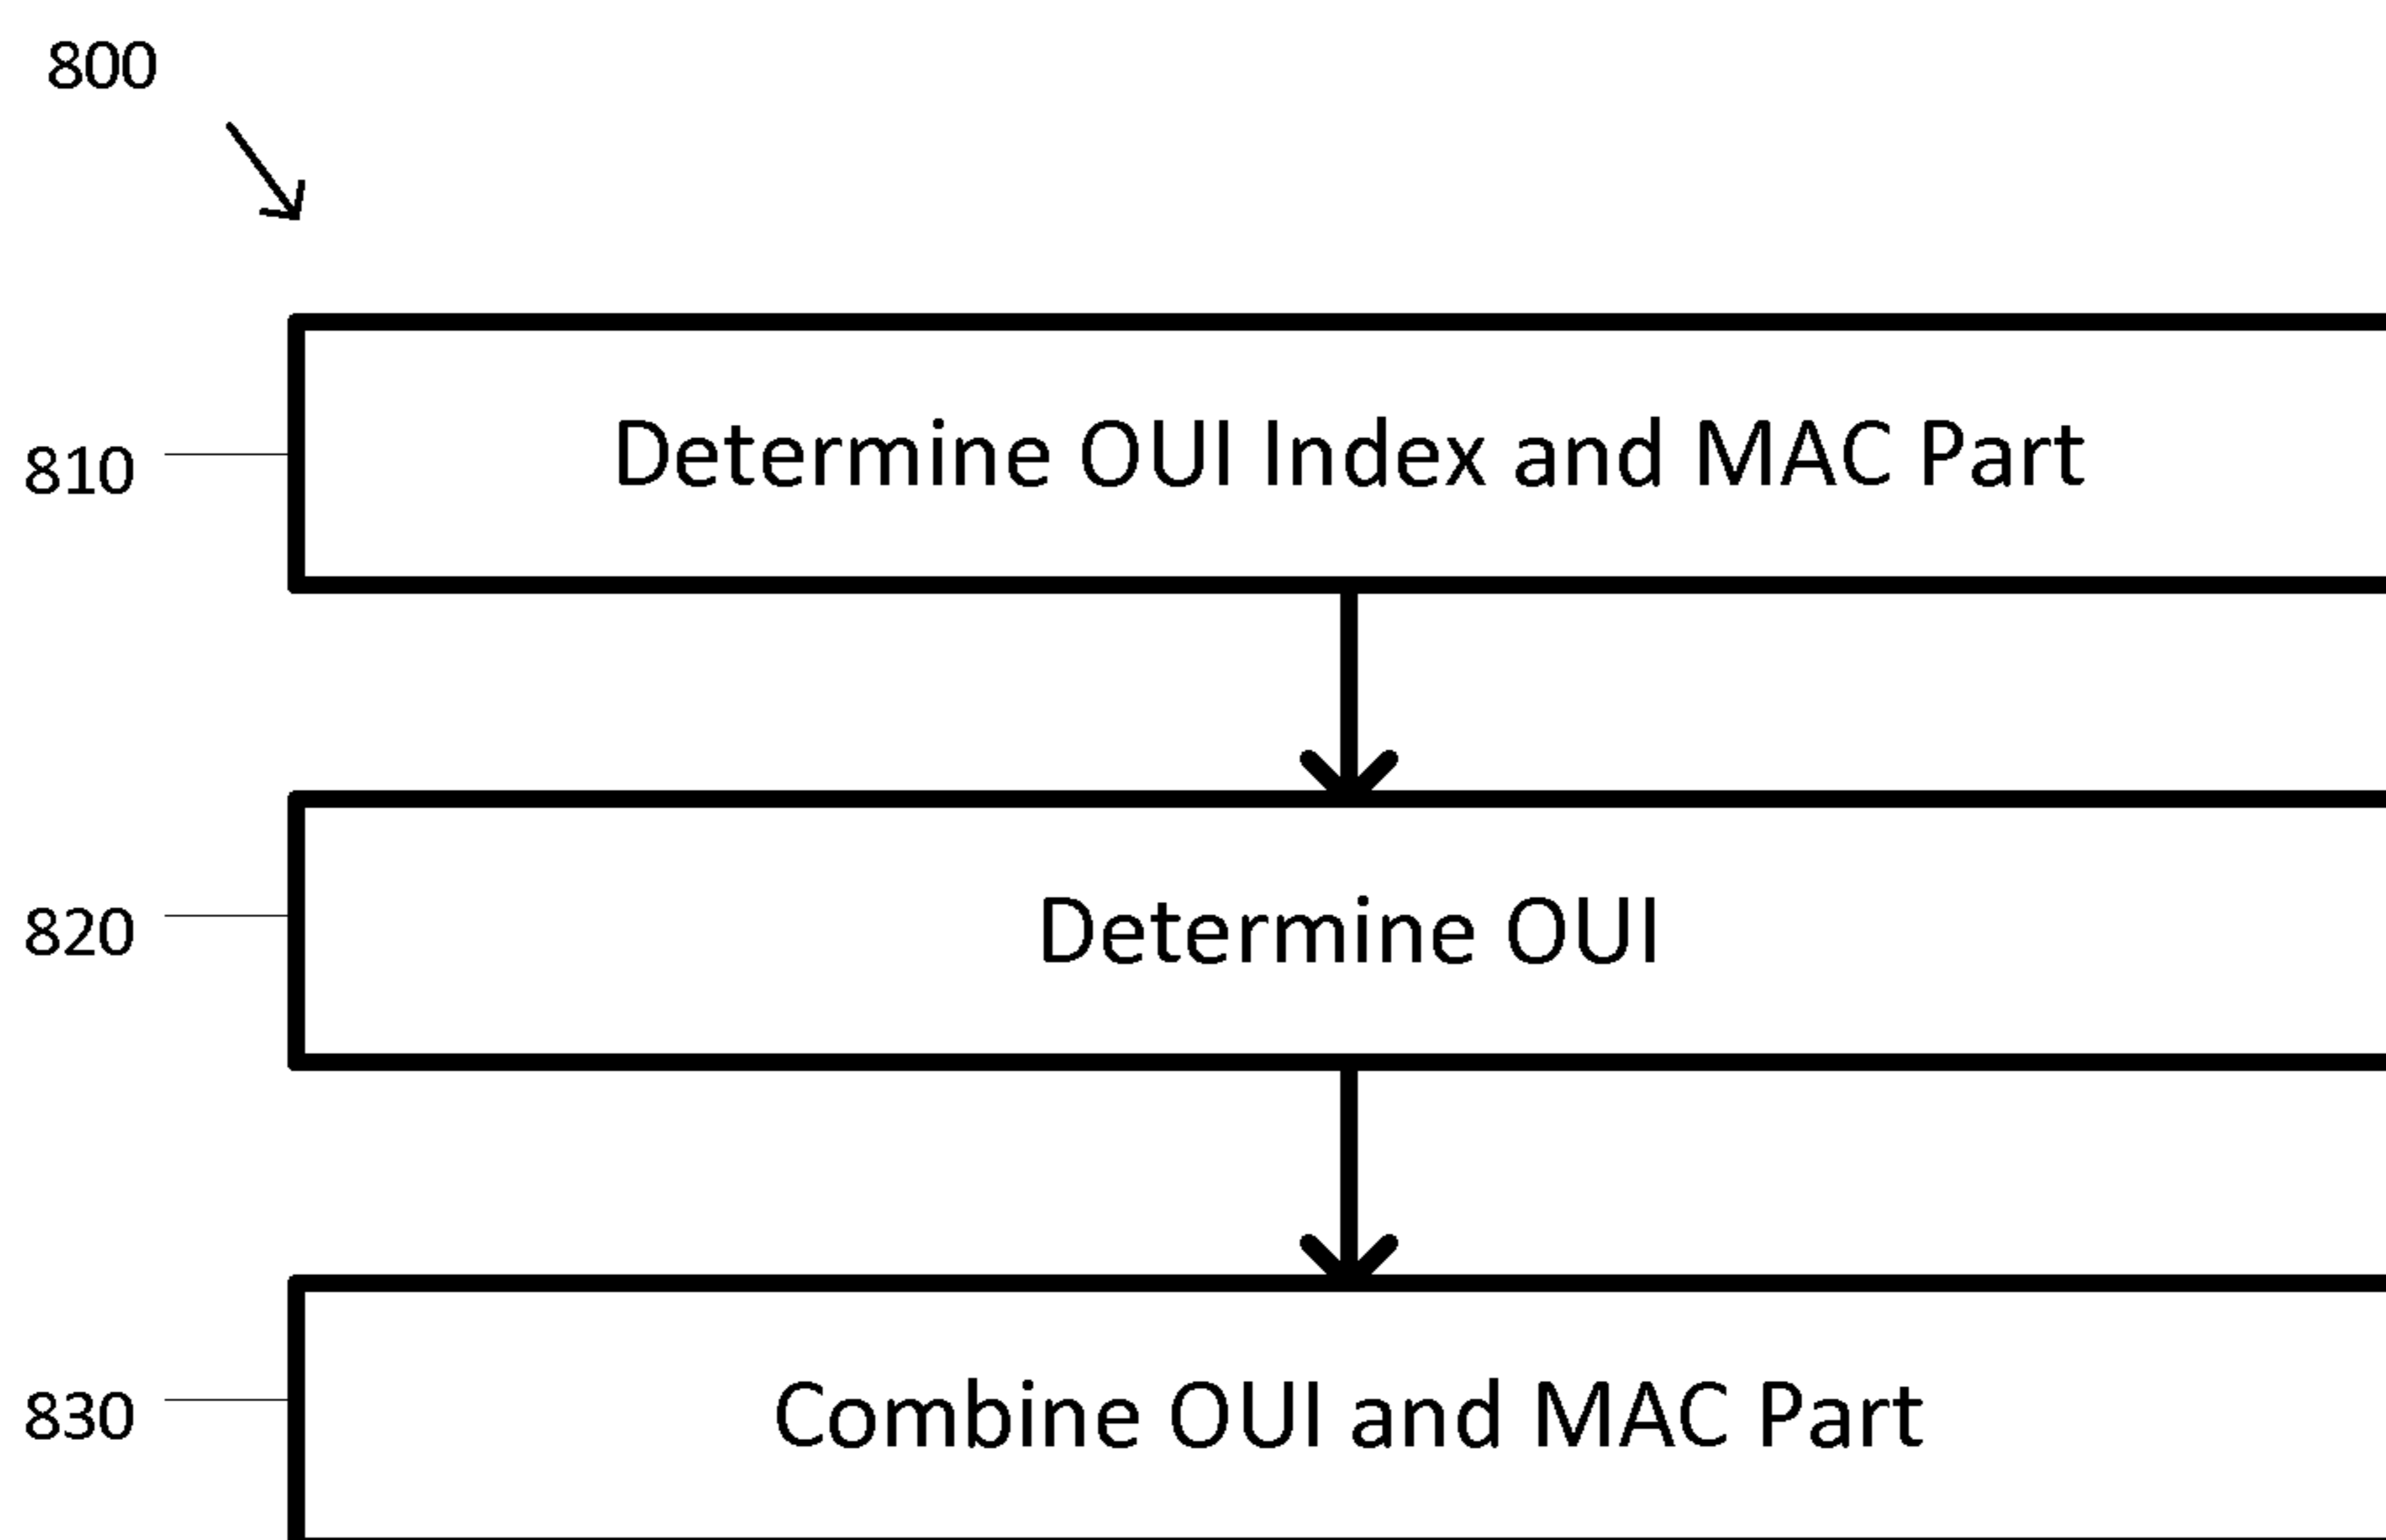 800
810
Determine OUI Index and MAC Part
820
Determine OUI
830
Combine OUI and MAC Part